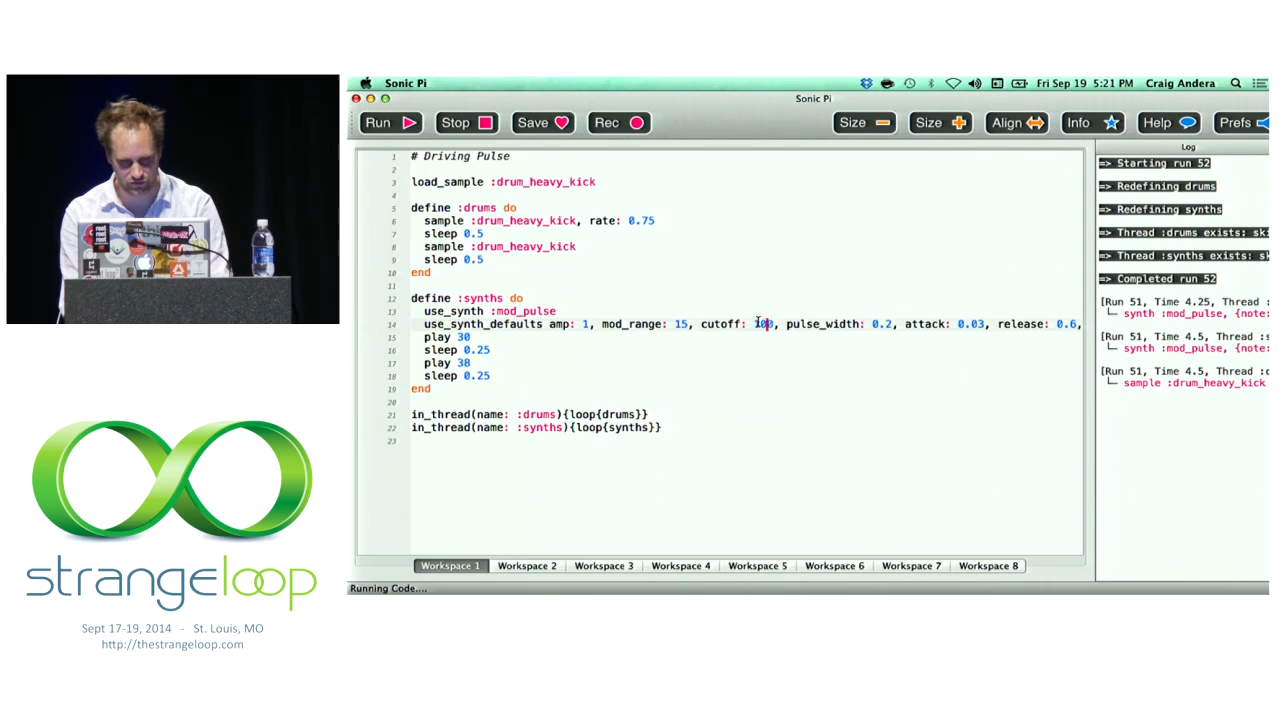 Sonic Pi
Fri Sep 19 5:21 PM Craig Andera
Sonic Pi
Run Stop Save Rec Size Size Align Info Help Prefs
Log
1 # Driving Pulse
2
3 load_sample :drum_heavy_kick
4
5 define :drums do
6 sample :drum_heavy_kick, rate: 0.75
7 sleep 0.5
8 sample :drum_heavy_kick
9 sleep 0.5
10 end
11
12 define :synths do
13 use_synth :mod_pulse
14 use_synth_defaults amp: 1, mod_range: 15, cutoff: 100, pulse_width: 0.2, attack: 0.03, release: 0.6,
15 play 30
16 sleep 0.25
17 play 38
18 sleep 0.25
19 end
20
21 in_thread(name: :drums){loop{drums}}
22 in_thread(name: :synths){loop{synths}}
23
=> Starting run 52
=> Redefining drums
=> Redefining synths
=> Thread :drums exists: ski
=> Thread :synths exists: sk
=> Completed run 52
[Run 51, Time 4.25, Thread :
synth :mod_pulse, {note:
[Run 51, Time 4.5, Thread :
synth :mod_pulse, {note:
[Run 51, Time 4.5, Thread :d
sample :drum_heavy_kick
Workspace 1 Workspace 2 Workspace 3 Workspace 4 Workspace 5 Workspace 6 Workspace 7 Workspace 8
Running Code....
strangeloop
Sept 17-19, 2014 - St. Louis, MO
http://thestrangeloop.com